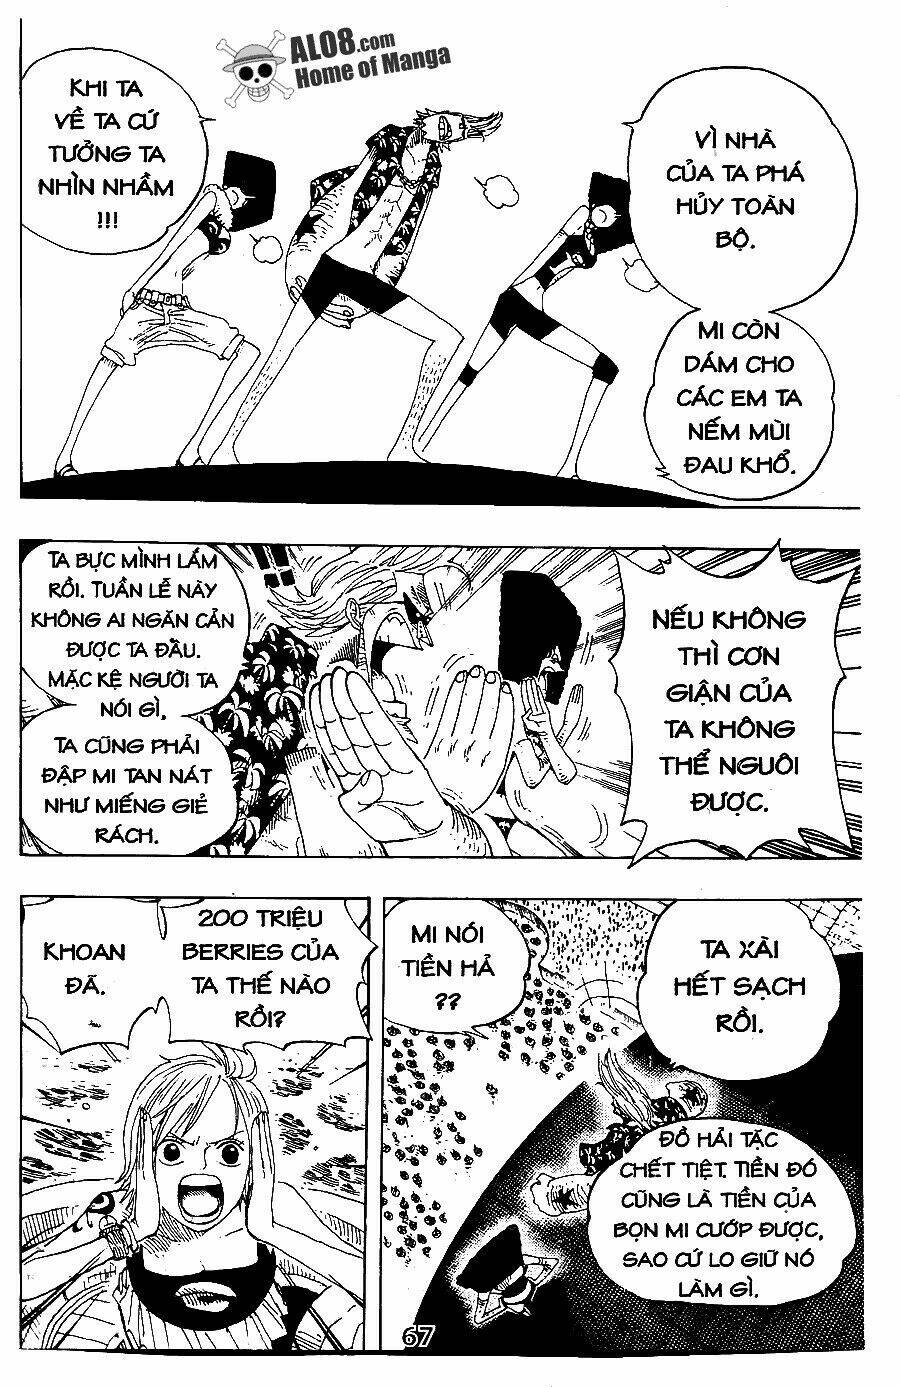 AL08.com
Home of Manga
KHI TA
VỀ TA CỨ
TƯỞNG TA
NHÌN NHẦM
!!!
VÌ NHÀ
CỦA TA PHÁ
HỦY TOÀN
BỘ.
MI CÒN
DÁM CHO
CÁC EM TA
NẾM MÙI
ĐAU KHỔ.
TA BỰC MÌNH LẮM
RỒI. TUẦN LỄ NÀY
KHÔNG AI NGĂN CẢN
ĐƯỢC TA ĐÂU.
MẶC KỆ NGƯỜI TA
NÓI GÌ,
TA CŨNG PHẢI
ĐẬP MI TAN NÁT
NHƯ MIẾNG GIẺ
RÁCH.
!!
NẾU KHÔNG
THÌ CƠN
GIẬN CỦA
TA KHÔNG
THỂ NGUÔI
ĐƯỢC.
KHOAN
ĐÃ.
200 TRIỆU
BERRIES CỦA
TA THẾ NÀO
RỒI?
MI NÓI
TIỀN HẢ
??
TA XÀI
HẾT SẠCH
RỒI.
ĐỒ HẢI TẶC
CHẾT TIỆT. TIỀN ĐÓ
CŨNG LÀ TIỀN CỦA
BỌN MI CƯỚP ĐƯỢC,
SAO CỨ LO GIỮ NÓ
LÀM GÌ.
67